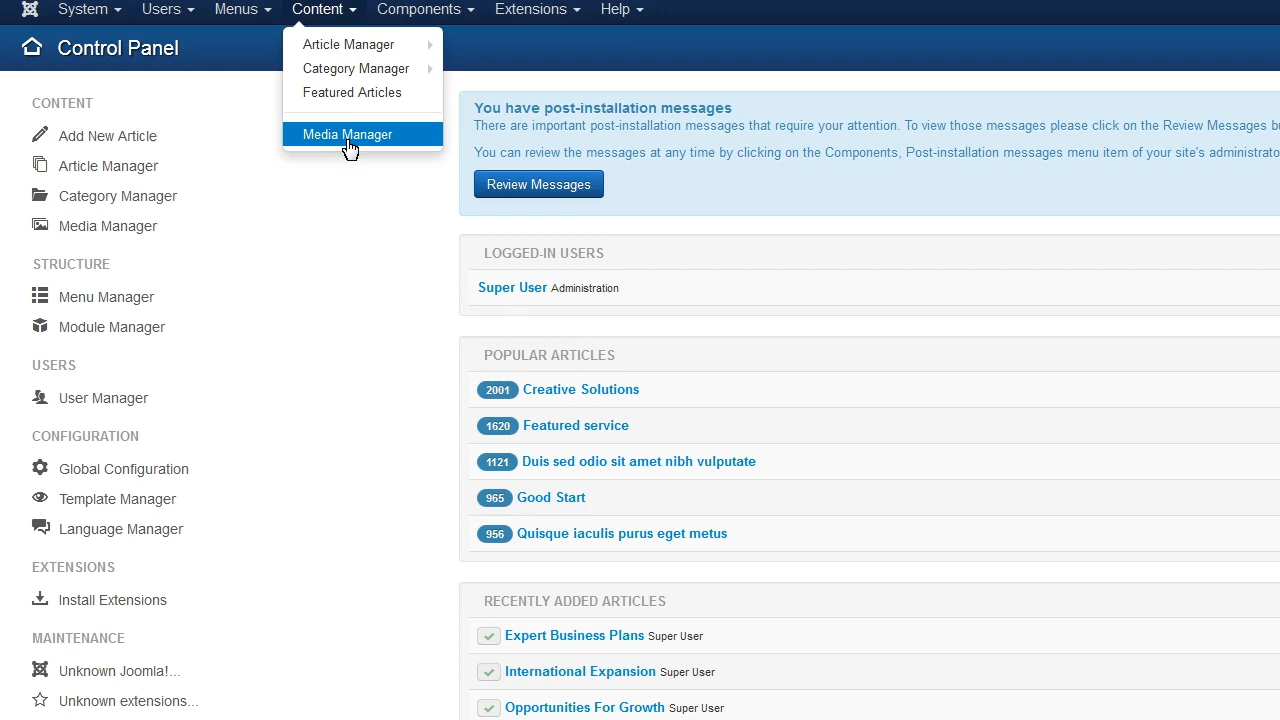 System
Users
Menus
Content
Components
Extensions
Help
Control Panel
Article Manager
Category Manager
Featured Articles
Media Manager
CONTENT
Add New Article
Article Manager
Category Manager
Media Manager
STRUCTURE
Menu Manager
Module Manager
USERS
User Manager
CONFIGURATION
Global Configuration
Template Manager
Language Manager
EXTENSIONS
Install Extensions
MAINTENANCE
Unknown Joomla!...
Unknown extensions...
You have post-installation messages
There are important post-installation messages that require your attention. To view those messages please click on the Review Messages
You can review the messages at any time by clicking on the Components, Post-installation messages menu item of your site's
Review Messages
LOGGED-IN USERS
Super User Administration
POPULAR ARTICLES
2001 Creative Solutions
1620 Featured service
1121 Duis sed odio sit amet nibh vulputate
965 Good Start
956 Quisque iaculis purus eget metus
RECENTLY ADDED ARTICLES
Expert Business Plans Super User
International Expansion Super User
Opportunities For Growth Super User